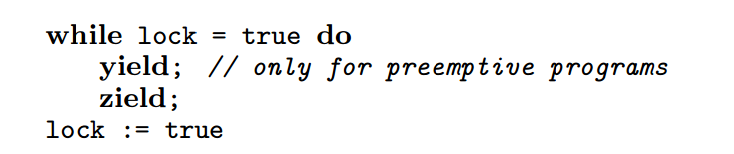 while lock = true do
yield; // only for preemptive programs
zield;
lock := true